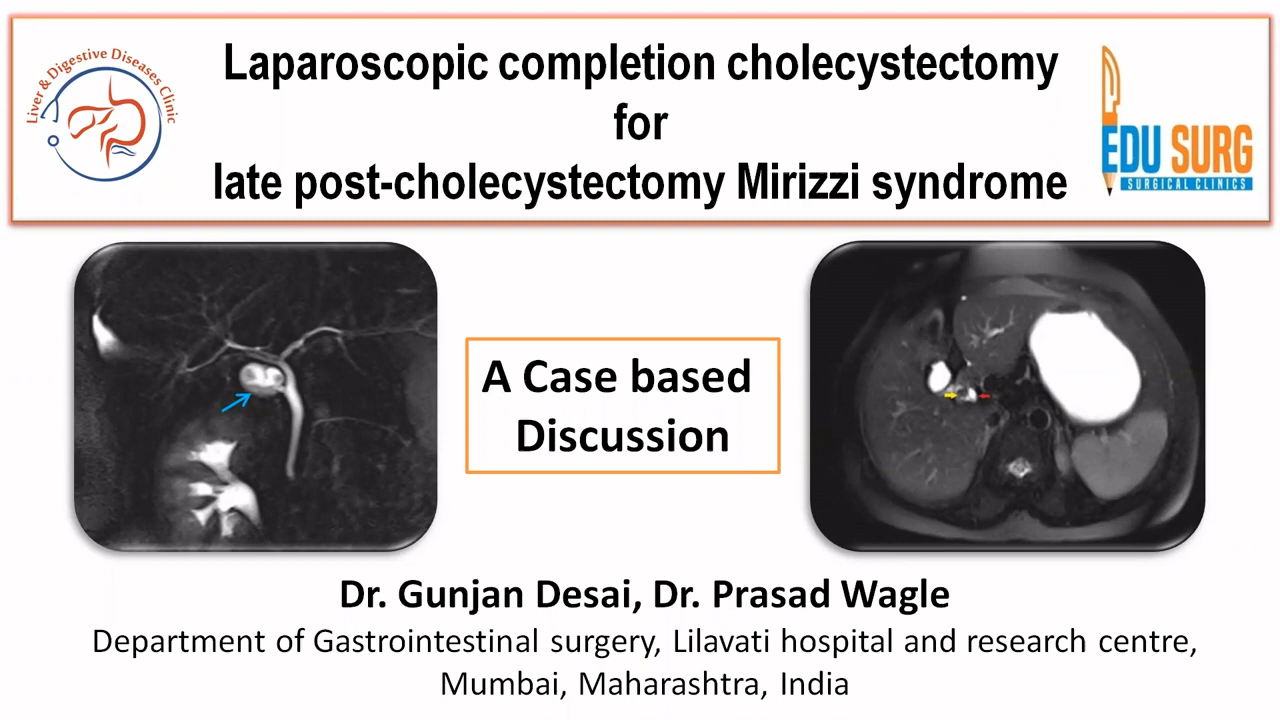 Liver & Digestive Diseases Clinic
Laparoscopic completion cholecystectomy
for
late post-cholecystectomy Mirizzi syndrome
EDU SURG
SURGICAL CLINICS
A Case based
Discussion
Dr. Gunjan Desai, Dr. Prasad Wagle
Department of Gastrointestinal surgery, Lilavati hospital and research centre,
Mumbai, Maharashtra, India